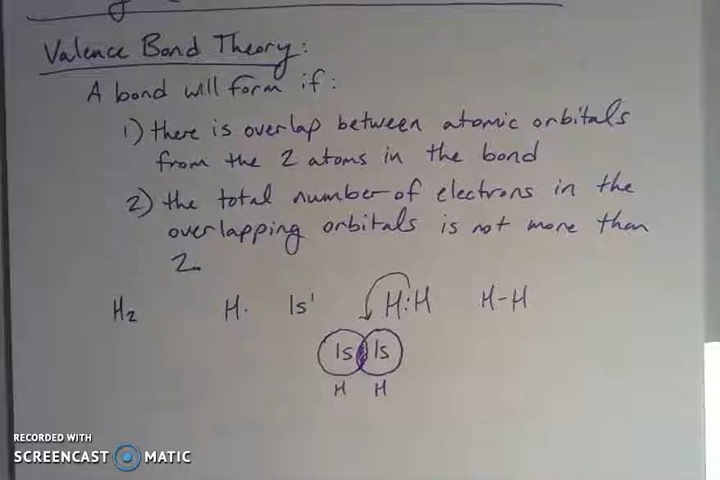 Valence Bond Theory:
A bond will form if:
1) there is overlap between atomic orbitals
from the 2 atoms in the bond
2) the total number of electrons in the
overlapping orbitals is not more than
2.
H2 H· 1s¹ H:H H-H
1s 1s
H H
RECORDED WITH
SCREENCAST MATIC